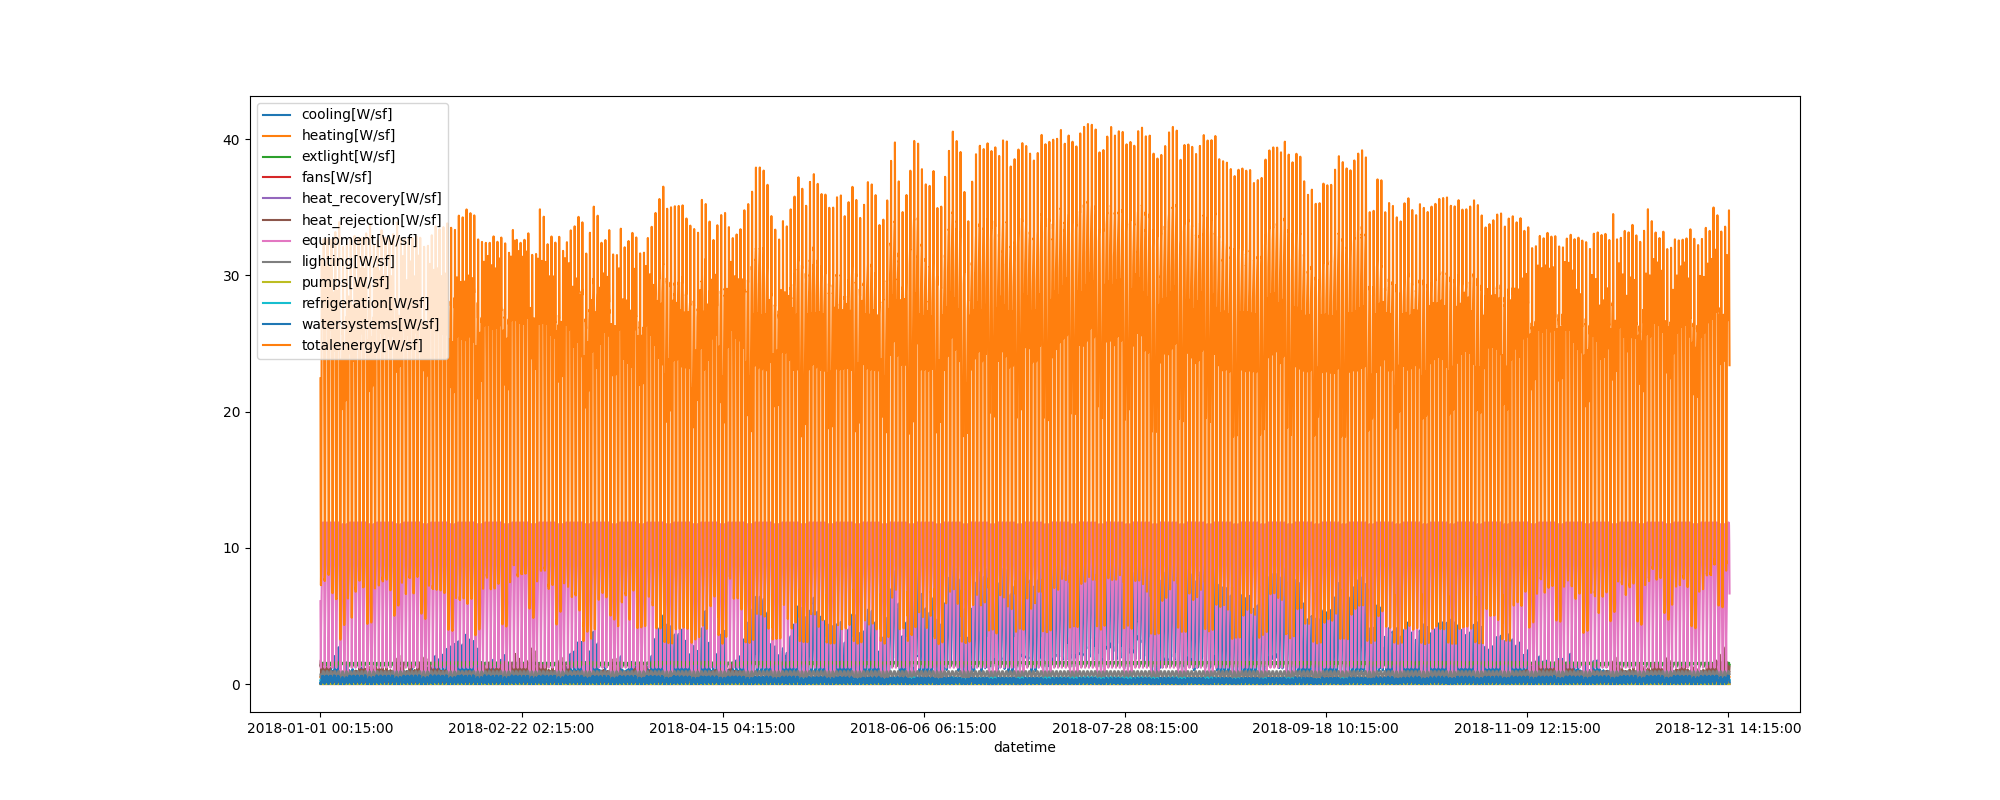 cooling[W/sf]
heating[W/sf]
extlight[W/sf]
fans[W/sf]
heat_recovery[W/sf]
heat_rejection[W/sf]
equipment[W/sf]
lighting[W/sf]
pumps[W/sf]
refrigeration[W/sf]
watersystems[W/sf]
totalenergy[W/sf]
40
30
20
10
0
2018-01-01 00:15:00 2018-02-22 02:15:00 2018-04-15 04:15:00 2018-06-06 06:15:00 2018-07-28 08:15:00 2018-09-18 10:15:00 2018-11-09 12:15:00 2018-12-31 14:15:00
datetime